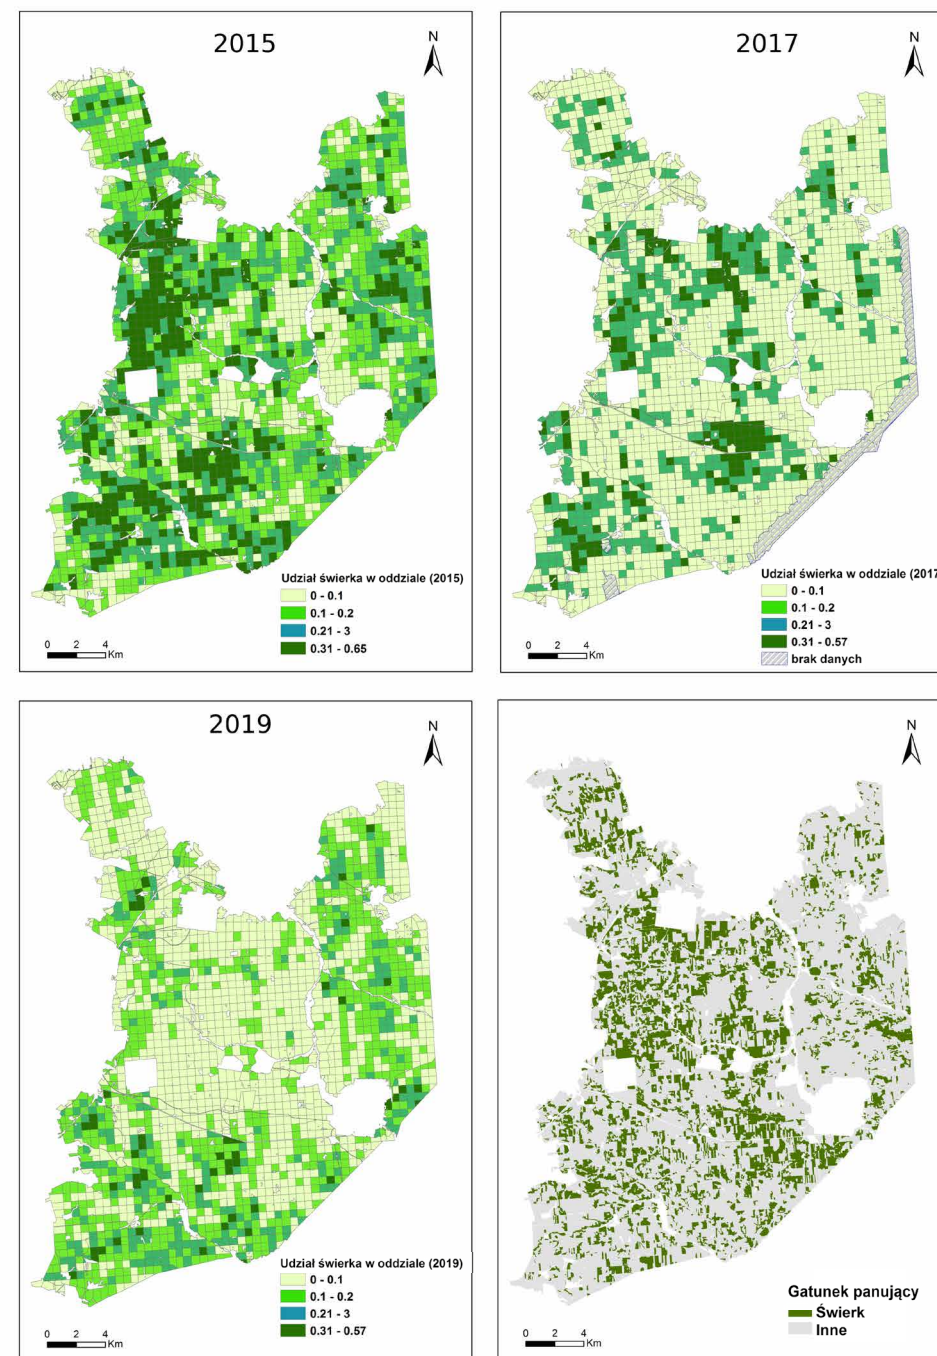 2015
N
Udział świerka w oddziale (2015)
0 - 0.1
0.1 - 0.2
0.21 - 3
0.31 - 0.65
0 2 4
Km
2017
N
Udział świerka w oddziale (2017
0 - 0.1
0.1 - 0.2
0.21 - 3
0.31 - 0.57
brak danych
0 2 4
Km
2019
N
Udział świerka w oddziale (2019)
0 - 0.1
0.1 - 0.2
0.21 - 3
0.31 - 0.57
0 2 4
Km
N
Gatunek panujący
Świerk
Inne
0 2 4
Km